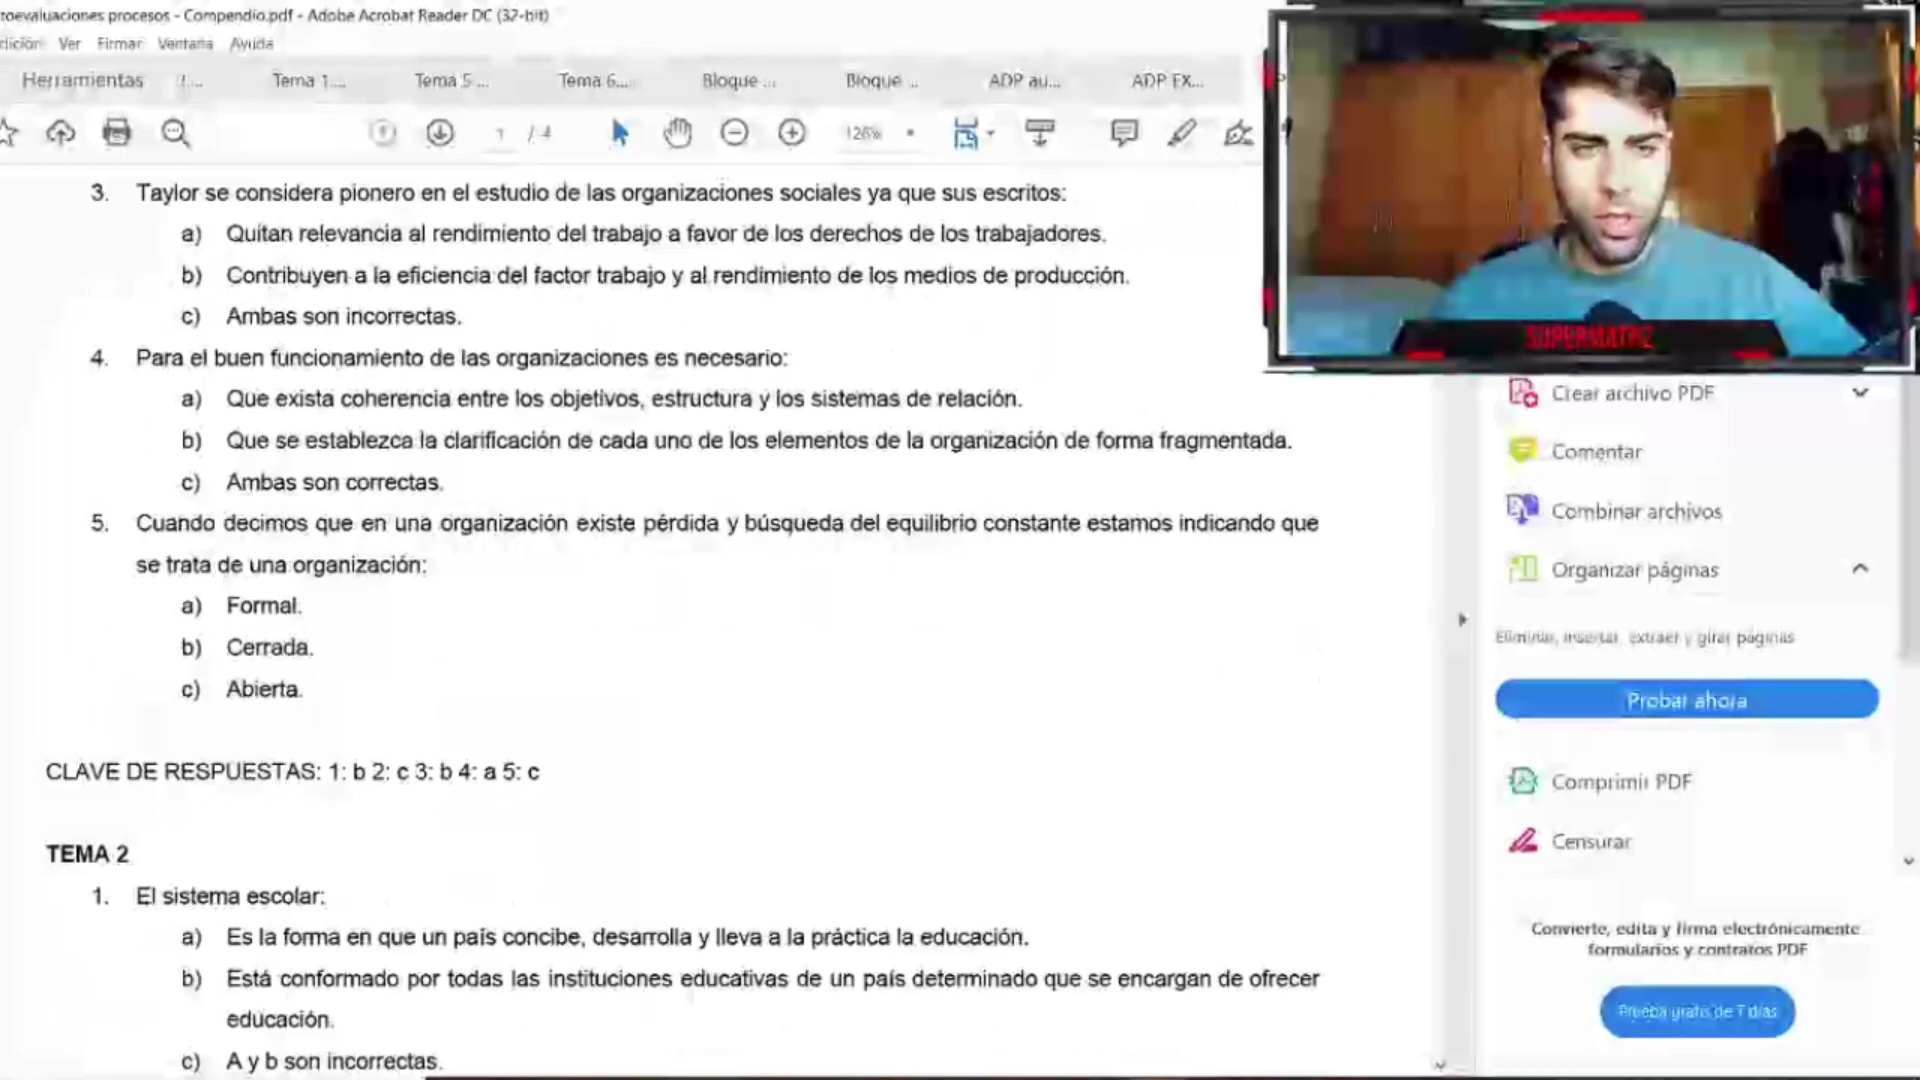 toevaluaciones procesos - Compendio.pdf - Adobe Acrobat Reader DC (32-bit)
dición Ver Firmar Ventana Ayuda
Herramientas
Tema 1...
Tema 5 ...
Tema 6...
Bloque ...
Bloque ...
ADP au...
ADP EX...
1 / 4
126%
3. Taylor se considera pionero en el estudio de las organizaciones sociales ya que sus escritos:
a) Quitan relevancia al rendimiento del trabajo a favor de los derechos de los trabajadores.
b) Contribuyen a la eficiencia del factor trabajo y al rendimiento de los medios de producción.
c) Ambas son incorrectas.
4. Para el buen funcionamiento de las organizaciones es necesario:
a) Que exista coherencia entre los objetivos, estructura y los sistemas de relación.
b) Que se establezca la clarificación de cada uno de los elementos de la organización de forma fragmentada.
c) Ambas son correctas.
5. Cuando decimos que en una organización existe pérdida y búsqueda del equilibrio constante estamos indicando que
se trata de una organización:
a) Formal.
b) Cerrada.
c) Abierta.
CLAVE DE RESPUESTAS: 1: b 2: c 3: b 4: a 5: c
TEMA 2
1. El sistema escolar:
a) Es la forma en que un país concibe, desarrolla y lleva a la práctica la educación.
b) Está conformado por todas las instituciones educativas de un país determinado que se encargan de ofrecer
educación.
c) A y b son incorrectas.
SUPERMATRZ
Crear archivo PDF
Comentar
Combinar archivos
Organizar páginas
Eliminar, insertar, extraer y girar páginas
Probar ahora
Comprimir PDF
Censurar
Convierte, edita y firma electrónicamente
formularios y contratos PDF
Prueba gratis de 7 días